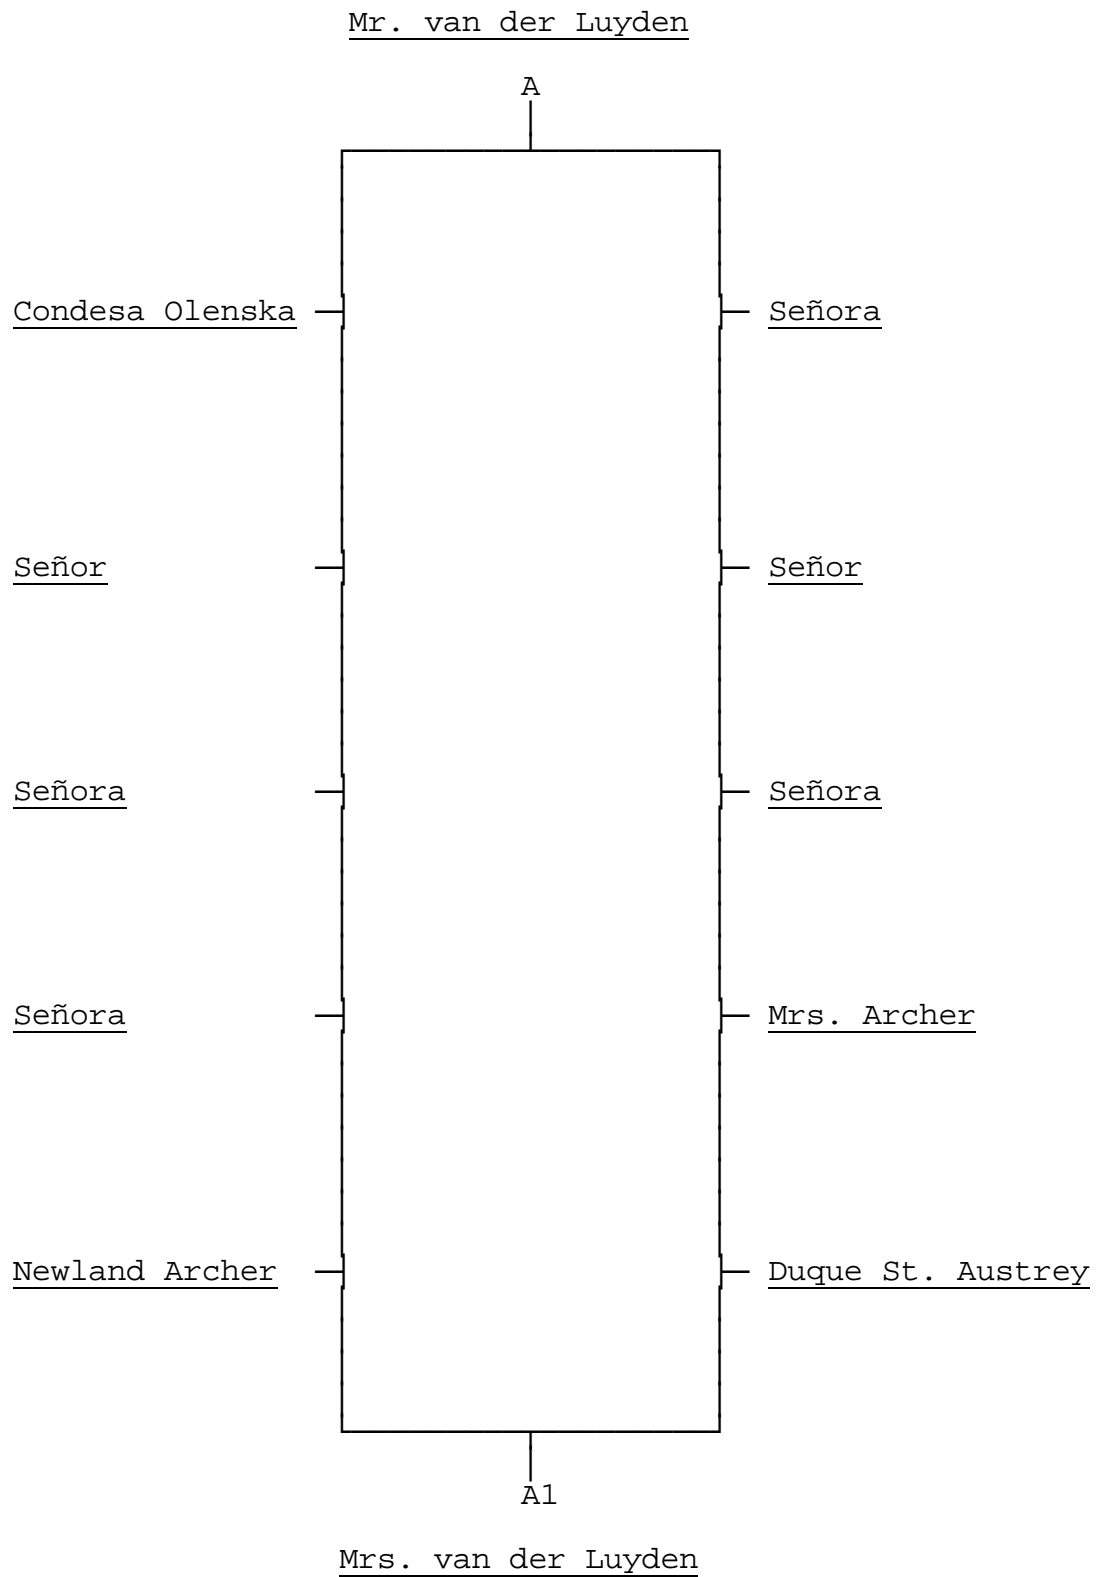 Mr. van der Luyden
A
Condesa Olenska Señora
Señor Señor
Señora Señora
Señora Mrs. Archer
Newland Archer Duque St. Austrey
A1
Mrs. van der Luyden